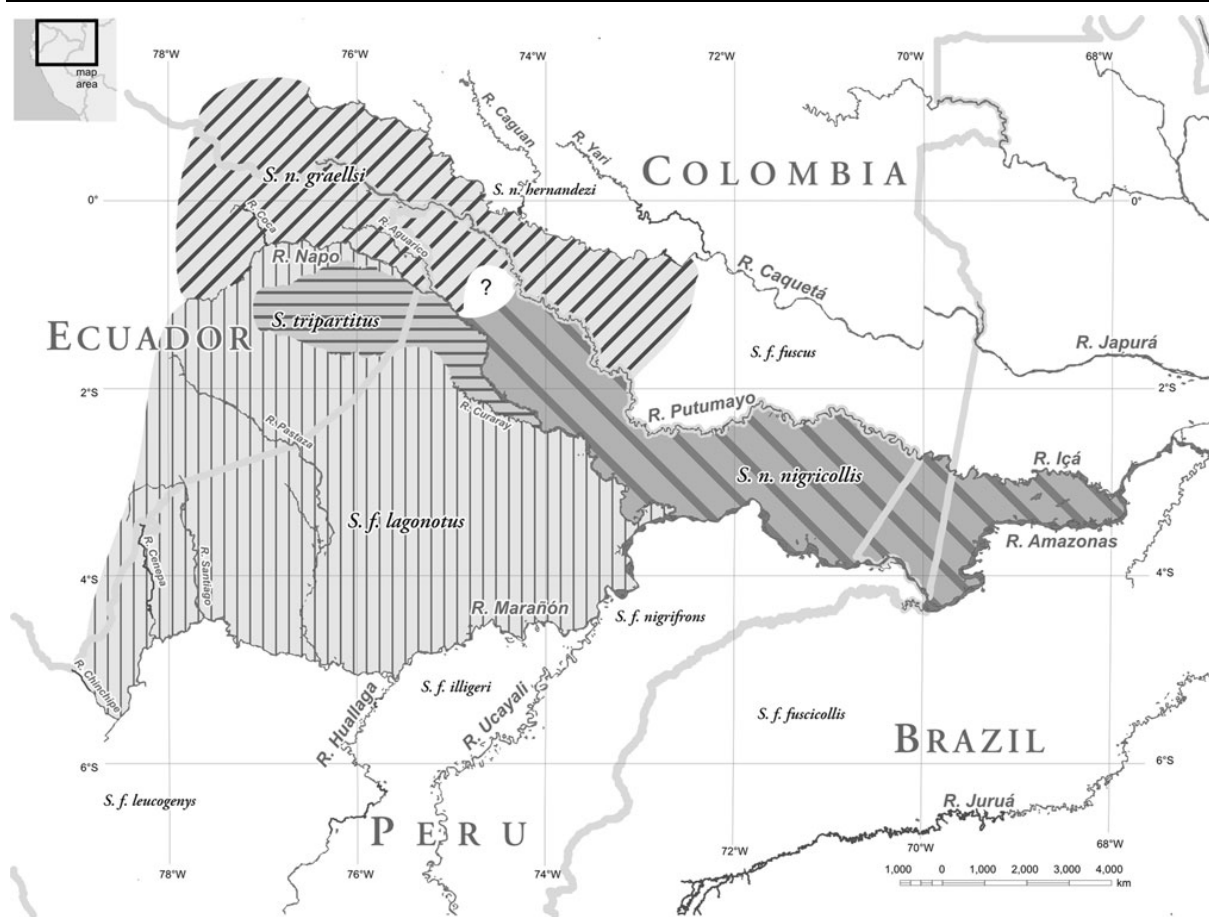 78°W
76°W
74°W
72°W
70°W
68°W
map
area
R. Caguan
R. Yari
COLOMBIA
S. n. graellsi
S. n. hernandezi
0°
0°
R. Coca
R. Aguarico
R. Napo
R. Caquetá
?
S. tripartitus
ECUADOR
S. f. fuscus
R. Japurá
2°S
2°S
R. Putumayo
R. Curaray
R. Pastaza
R. Içá
S. n. nigricollis
S. f. lagonotus
R. Amazonas
R. Cenepa
R. Santiago
4°S
4°S
R. Marañón
S. f. nigrifrons
R. Chinchipe
S. f. illigeri
R. Huallaga
R. Ucayali
S. f. fuscicollis
BRAZIL
6°S
6°S
S. f. leucogenys
R. Juruá
PERU
78°W
76°W
74°W
72°W
70°W
68°W
1,000 0 1,000 2,000 3,000 4,000
km